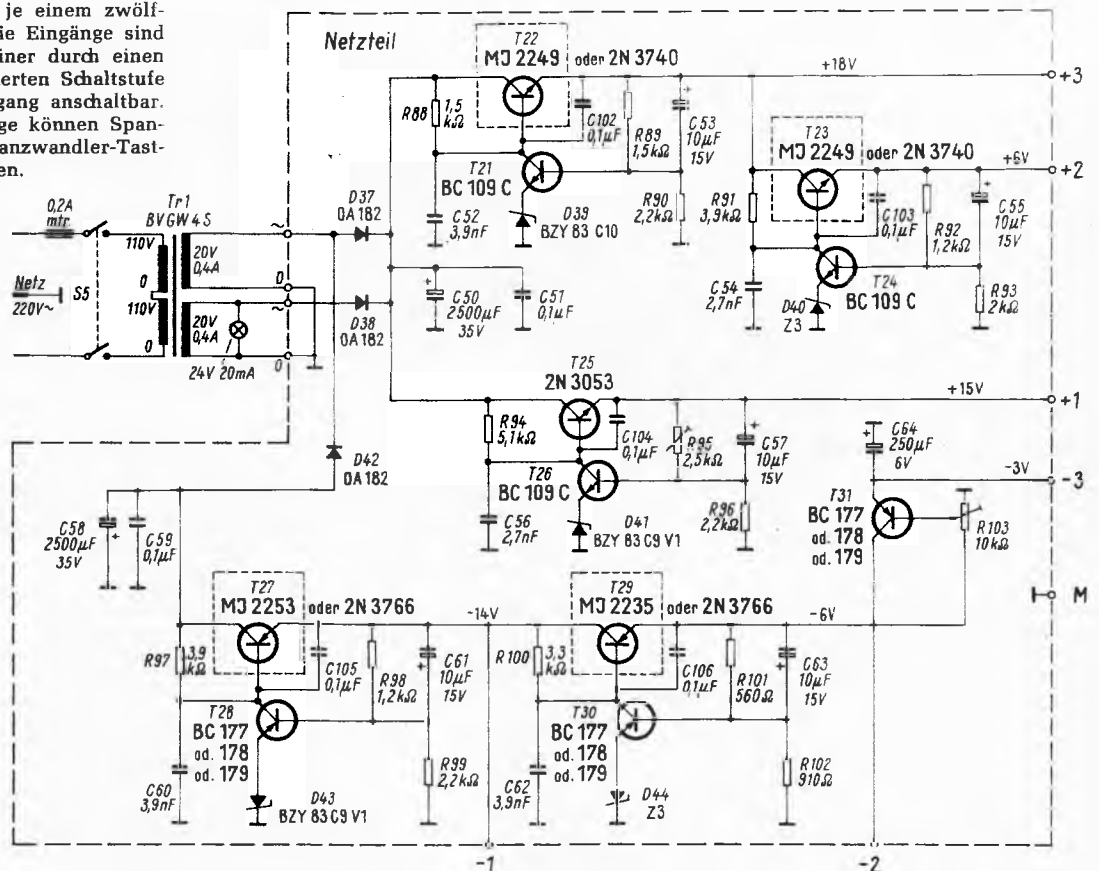 je einem zwölf-
ie Eingänge sind
iner durch einen
erten Schaltstufe
gang anschaltbar.
ge können Span-
anzwandler-Tast-
en.
Netzteil
T22
MJ 2249 oder 2N 3740
+18V
+3
R88
1,5
kΩ
C102
0,1µF
R89
1,5kΩ
C53
10µF
15V
T23
MJ 2249 oder 2N 3740
+6V
+2
T21
BC 109 C
R90
2,2kΩ
R91
3,9kΩ
C103
0,1µF
R92
1,2kΩ
C55
10µF
15V
C52
3,9nF
D39
BZY 83 C10
T24
BC 109 C
C54
2,7nF
D40
Z3
R93
2kΩ
0,2A
mtr.
Tr1
BVGW 4S
D37
OA 182
110V
0
110V
0
20V
0,4A
20V
0,4A
~
0
~
0
S5
Netz
220V~
24V 20mA
D38
OA 182
C50
2500µF
35V
C51
0,1µF
T25
2N 3053
+15V
+1
R94
5,1kΩ
C104
0,1µF
R95
2,5kΩ
C57
10µF
15V
C64
250µF
6V
D42
OA 182
T26
BC 109 C
-3V
-3
C56
2,7nF
D41
BZY 83 C9 V1
R96
2,2kΩ
T31
BC 177
od. 178
od. 179
R103
10kΩ
C58
2500µF
35V
C59
0,1µF
M
T27
MJ 2253 oder 2N 3766
-14V
T29
MJ 2235 oder 2N 3766
-6V
R97
3,9
kΩ
C105
0,1µF
R98
1,2kΩ
C61
10µF
15V
R100
3,3
kΩ
C106
0,1µF
R101
560Ω
C63
10µF
15V
T28
BC 177
od. 178
od. 179
T30
BC 177
od. 178
od. 179
C60
3,9nF
D43
BZY 83 C9 V1
R99
2,2kΩ
C62
3,9nF
D44
Z3
R102
910Ω
-1
-2